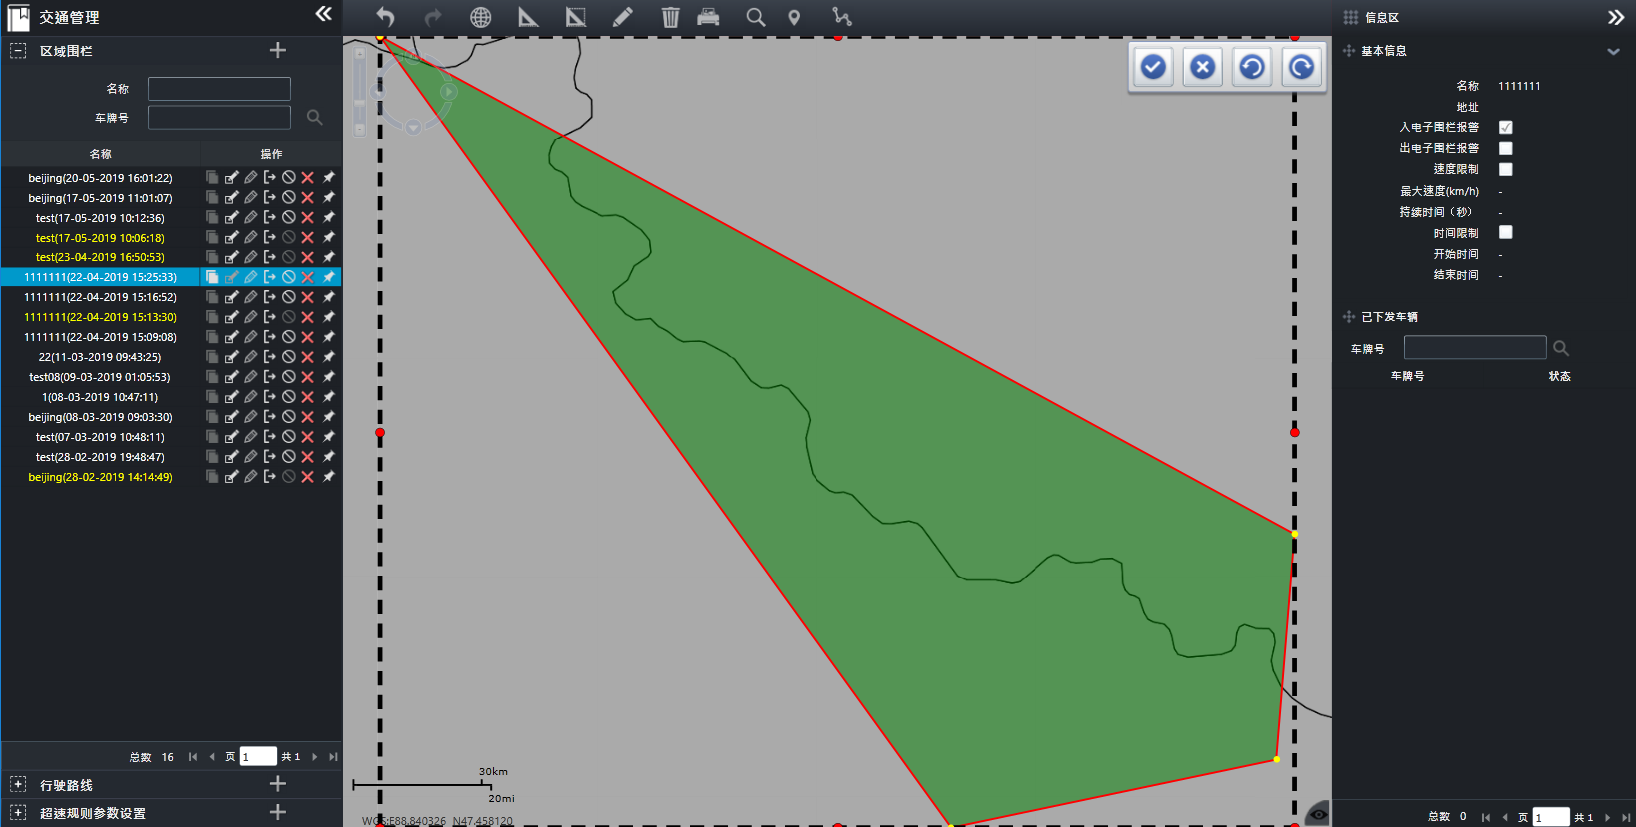 交通管理
区域围栏
名称
车牌号
名称 操作
beijing(20-05-2019 16:01:22)
beijing(17-05-2019 11:01:07)
test(17-05-2019 10:12:36)
test(17-05-2019 10:06:18)
test(23-04-2019 16:50:53)
1111111(22-04-2019 15:25:33)
1111111(22-04-2019 15:16:52)
1111111(22-04-2019 15:13:30)
1111111(22-04-2019 15:09:08)
22(11-03-2019 09:43:25)
test08(09-03-2019 01:05:53)
1(08-03-2019 10:47:11)
beijing(08-03-2019 09:03:30)
test(07-03-2019 10:48:11)
test(28-02-2019 19:48:47)
beijing(28-02-2019 14:14:49)
总数 16 页 1 共 1
行驶路线
超速规则参数设置
30km
20mi
WGS:E88.840326 N47.458120
信息区
基本信息
名称 1111111
地址
入电子围栏报警
出电子围栏报警
速度限制
最大速度(km/h) -
持续时间（秒） -
时间限制
开始时间 -
结束时间 -
已下发车辆
车牌号
车牌号 状态
总数 0 页 1 共 1